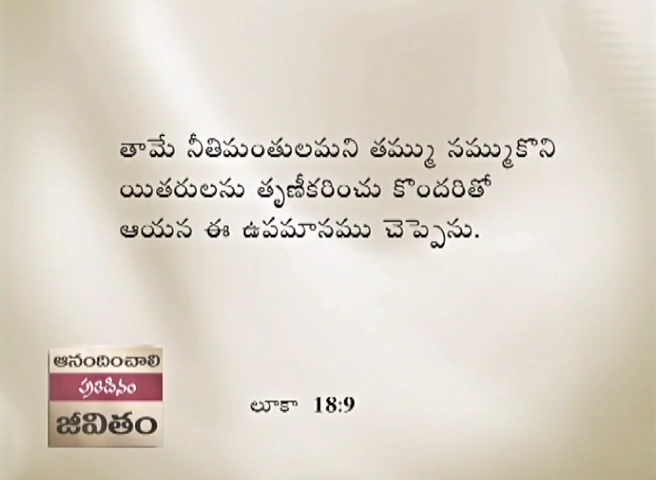 తామే నీతిమంతులమని తమ్ము నమ్ముకొని
యితరులను తృణీకరించు కొందరితో
ఆయన ఈ ఉపమానము చెప్పెను.
ఆనందించాలి
ప్రతిదినం
జీవితం
లూకా 18:9